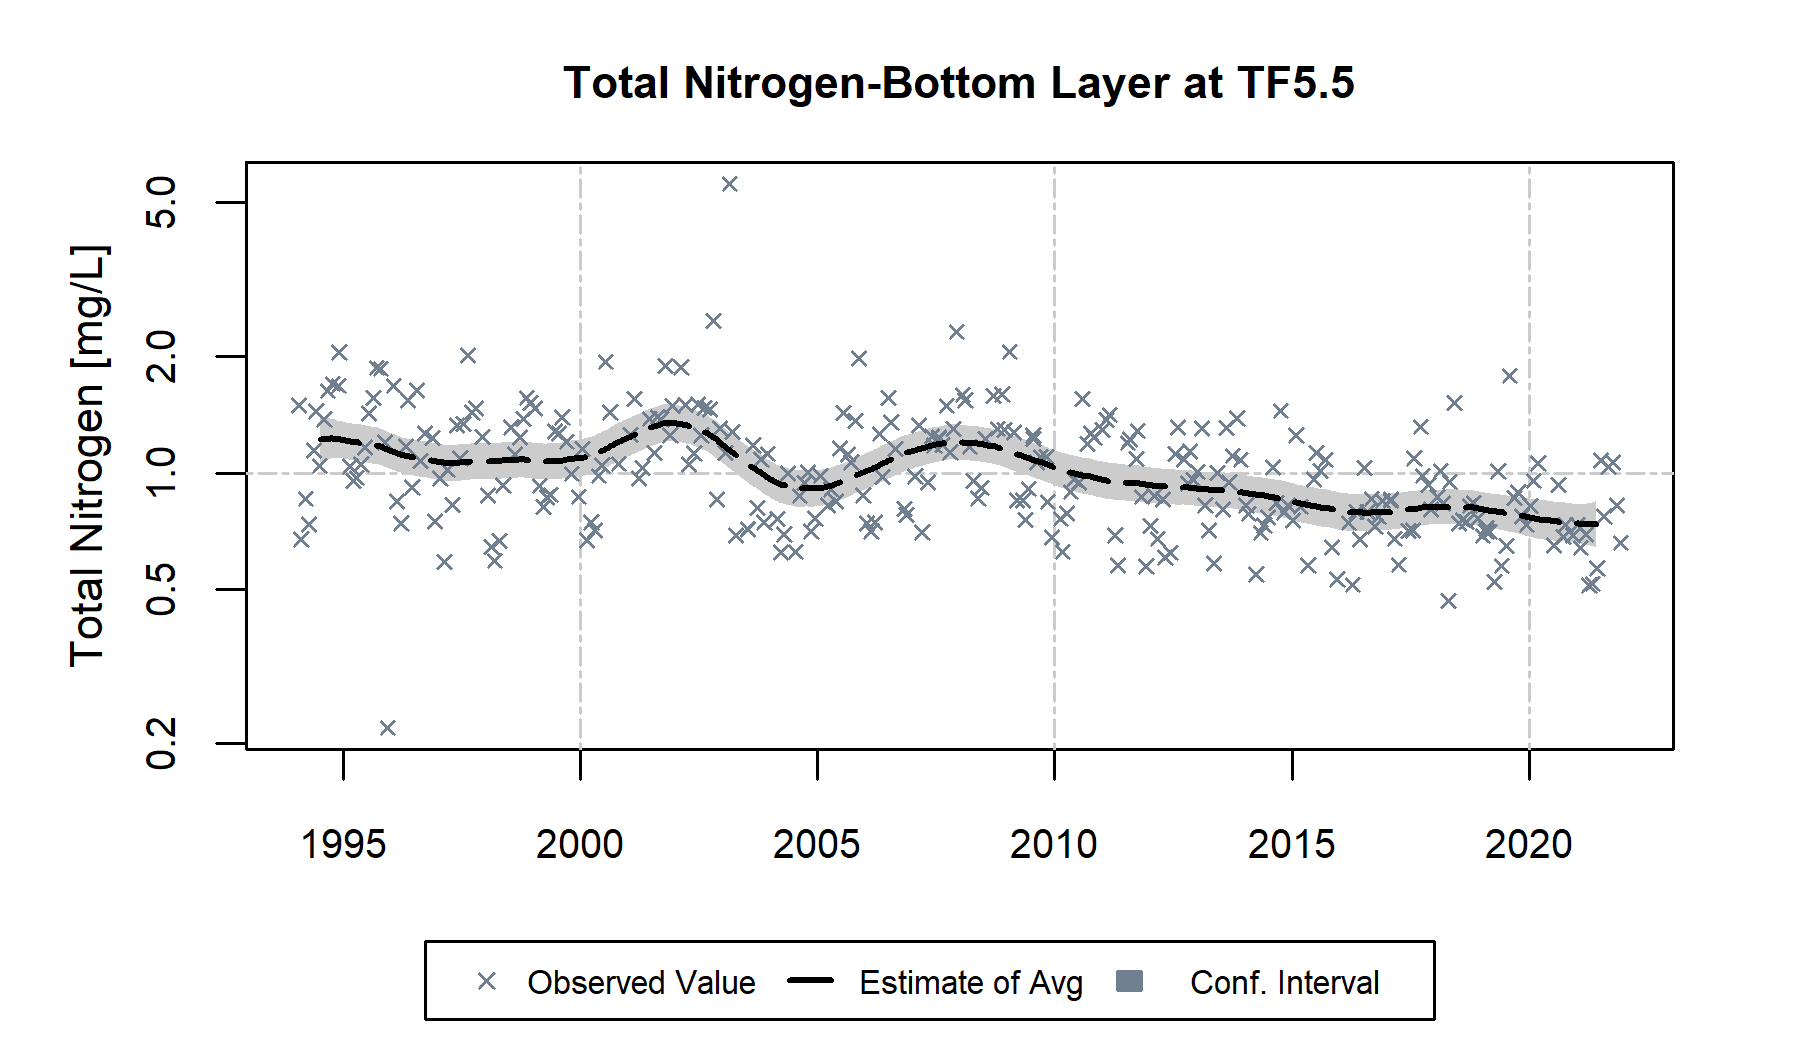 Total Nitrogen-Bottom Layer at TF5.5
Total Nitrogen [mg/L]
5.0
2.0
1.0
0.5
0.2
1995 2000 2005 2010 2015 2020
Observed Value Estimate of Avg Conf. Interval